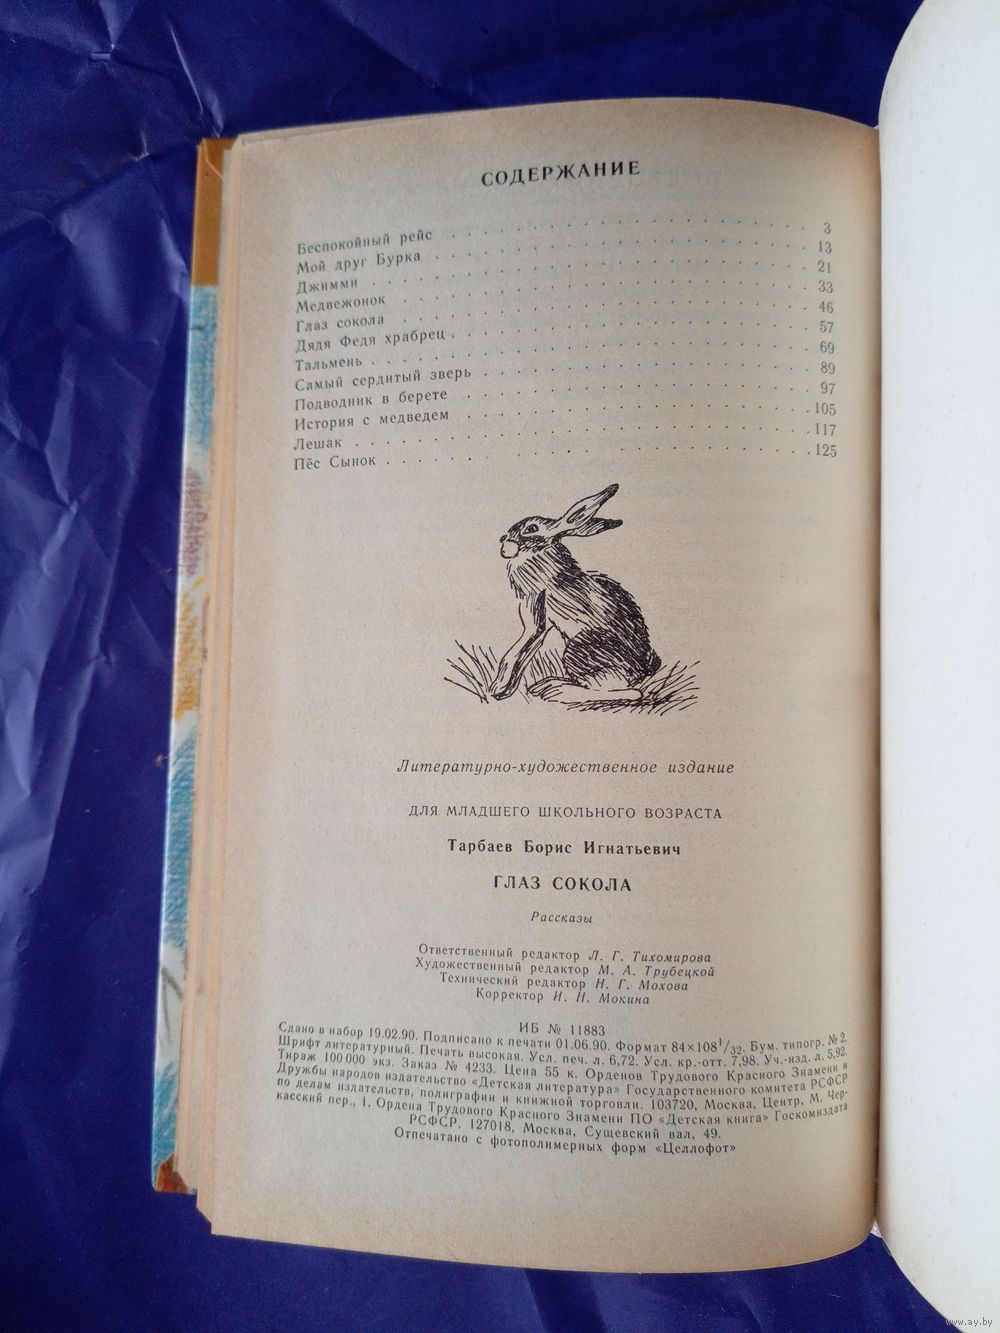 СОДЕРЖАНИЕ
Беспокойный рейс . . . . . . . . . . . . . . . . 3
Мой друг Бурка . . . . . . . . . . . . . . . . 13
Джимми . . . . . . . . . . . . . . . . 21
Медвежонок . . . . . . . . . . . . . . . . 33
Глаз сокола . . . . . . . . . . . . . . . . 46
Дядя Федя храбрец . . . . . . . . . . . . . . . . 57
Тальмень . . . . . . . . . . . . . . . . 69
Самый сердитый зверь . . . . . . . . . . . . . . . . 89
Подводник в берете . . . . . . . . . . . . . . . . 97
История с медведем . . . . . . . . . . . . . . . . 105
Лешак . . . . . . . . . . . . . . . . 117
Пёс Сынок . . . . . . . . . . . . . . . . 125
Литературно-художественное издание
ДЛЯ МЛАДШЕГО ШКОЛЬНОГО ВОЗРАСТА
Тарбаев Борис Игнатьевич
ГЛАЗ СОКОЛА
Рассказы
Ответственный редактор Л. Г. Тихомирова
Художественный редактор М. А. Трубецкой
Технический редактор Н. Г. Мохова
Корректор И. Н. Мокина
ИБ № 11883
Сдано в набор 19.02.90. Подписано к печати 01.06.90. Формат 84×108 1/32. Бум. типогр. № 2.
Шрифт литературный. Печать высокая. Усл. печ. л. 6,72. Усл. кр.-отт. 7,98. Уч.-изд. л. 5,92.
Тираж 100 000 экз. Заказ № 4233. Цена 55 к. Орденов Трудового Красного Знамени и
Дружбы народов издательство «Детская литература» Государственного комитета РСФСР
по делам издательств, полиграфии и книжной торговли. 103720, Москва, Центр, М. Чер-
касский пер., 1. Ордена Трудового Красного Знамени ПО «Детская книга» Госкомиздата
РСФСР. 127018, Москва, Сущевский вал, 49.
Отпечатано с фотополимерных форм «Целлофот»
www.ay.by